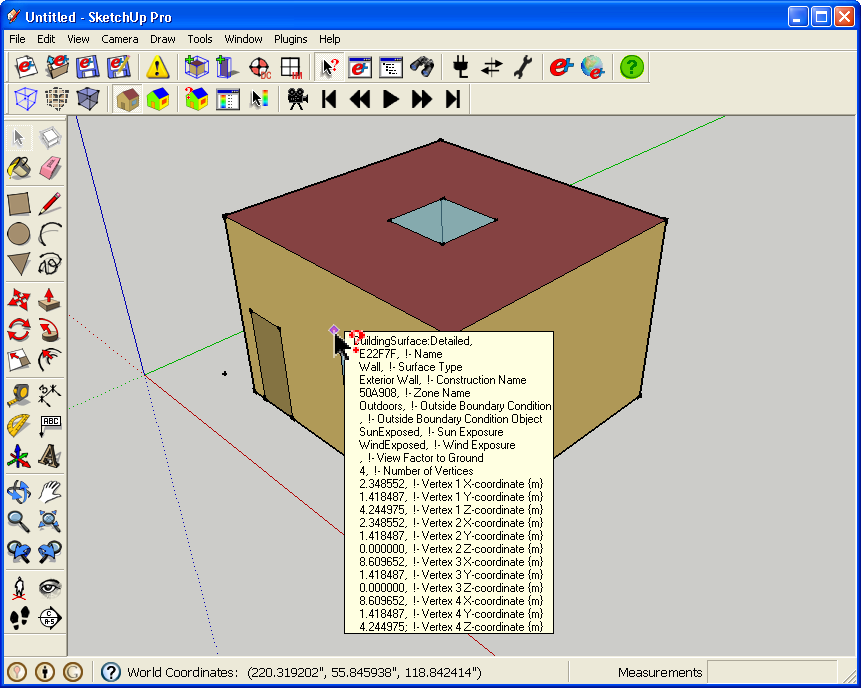 Untitled - SketchUp Pro
File Edit View Camera Draw Tools Window Plugins Help
BuildingSurface:Detailed,
E22F7F, !- Name
Wall, !- Surface Type
Exterior Wall, !- Construction Name
50A908, !- Zone Name
Outdoors, !- Outside Boundary Condition
, !- Outside Boundary Condition Object
SunExposed, !- Sun Exposure
WindExposed, !- Wind Exposure
, !- View Factor to Ground
4, !- Number of Vertices
2.348552, !- Vertex 1 X-coordinate {m}
1.418487, !- Vertex 1 Y-coordinate {m}
4.244975, !- Vertex 1 Z-coordinate {m}
2.348552, !- Vertex 2 X-coordinate {m}
1.418487, !- Vertex 2 Y-coordinate {m}
0.000000, !- Vertex 2 Z-coordinate {m}
8.609652, !- Vertex 3 X-coordinate {m}
1.418487, !- Vertex 3 Y-coordinate {m}
0.000000, !- Vertex 3 Z-coordinate {m}
8.609652, !- Vertex 4 X-coordinate {m}
1.418487, !- Vertex 4 Y-coordinate {m}
4.244975; !- Vertex 4 Z-coordinate {m}
ABC
World Coordinates: (220.319202", 55.845938", 118.842414")
Measurements